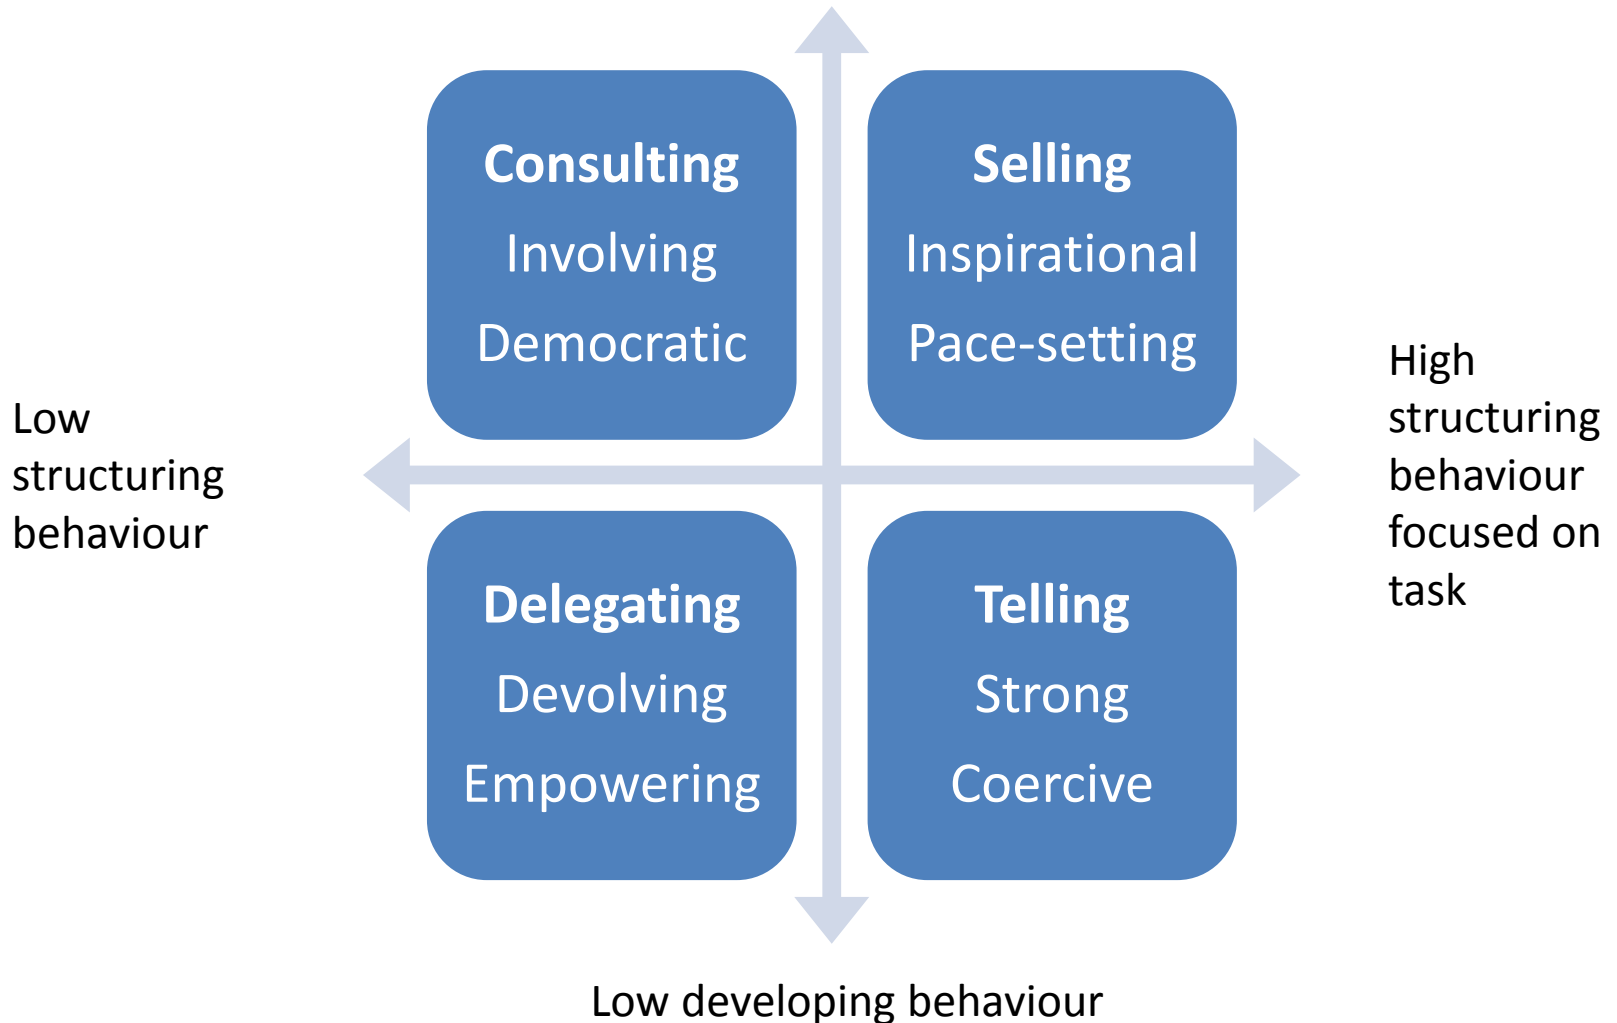 Consulting
Involving
Democratic
Selling
Inspirational
Pace-setting
Low
structuring
behaviour
High
structuring
behaviour
focused on
task
Delegating
Devolving
Empowering
Telling
Strong
Coercive
Low developing behaviour